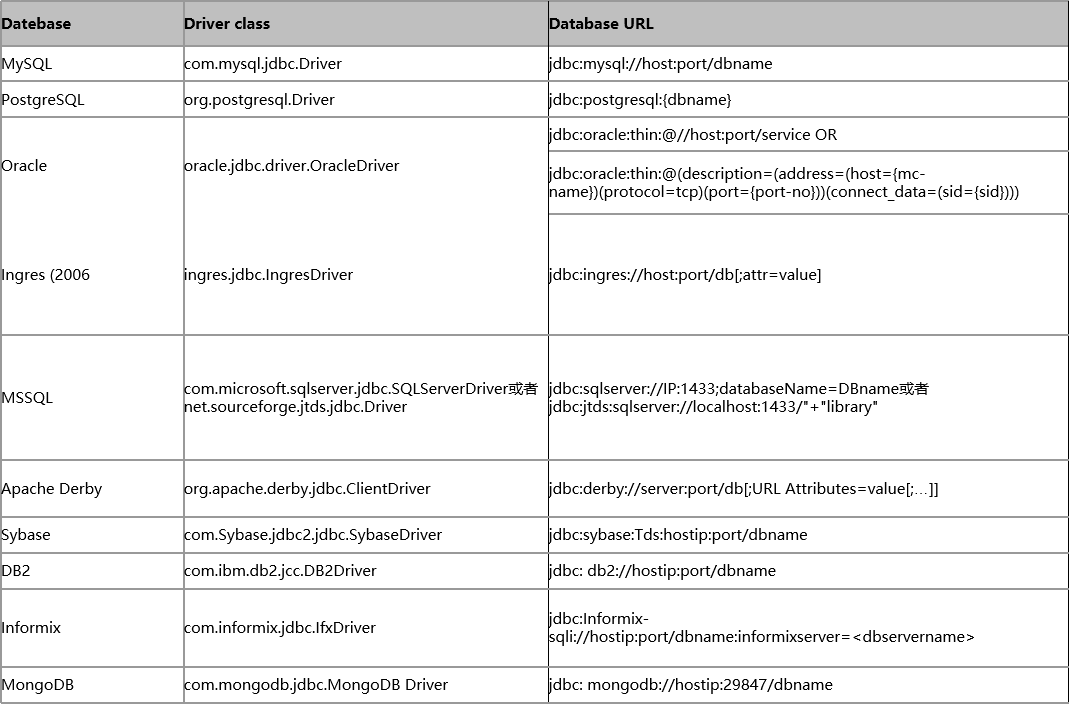 Datebase Driver class Database URL
MySQL com.mysql.jdbc.Driver jdbc:mysql://host:port/dbname
PostgreSQL org.postgresql.Driver jdbc:postgresql:{dbname}
Oracle oracle.jdbc.driver.OracleDriver jdbc:oracle:thin:@//host:port/service OR
jdbc:oracle:thin:@(description=(address=(host={mc-
name})(protocol=tcp)(port={port-no}))(connect_data=(sid={sid})))
Ingres (2006 ingres.jdbc.IngresDriver jdbc:ingres://host:port/db[;attr=value]
MSSQL com.microsoft.sqlserver.jdbc.SQLServerDriver或者 jdbc:sqlserver://IP:1433;databaseName=DBname或者
net.sourceforge.jtds.jdbc.Driver jdbc:jtds:sqlserver://localhost:1433/"+"library"
Apache Derby org.apache.derby.jdbc.ClientDriver jdbc:derby://server:port/db[;URL Attributes=value[;…]]
Sybase com.Sybase.jdbc2.jdbc.SybaseDriver jdbc:sybase:Tds:hostip:port/dbname
DB2 com.ibm.db2.jcc.DB2Driver jdbc: db2://hostip:port/dbname
Informix com.informix.jdbc.IfxDriver jdbc:Informix-
sqli://hostip:port/dbname:informixserver=<dbservername>
MongoDB com.mongodb.jdbc.MongoDB Driver jdbc: mongodb://hostip:29847/dbname